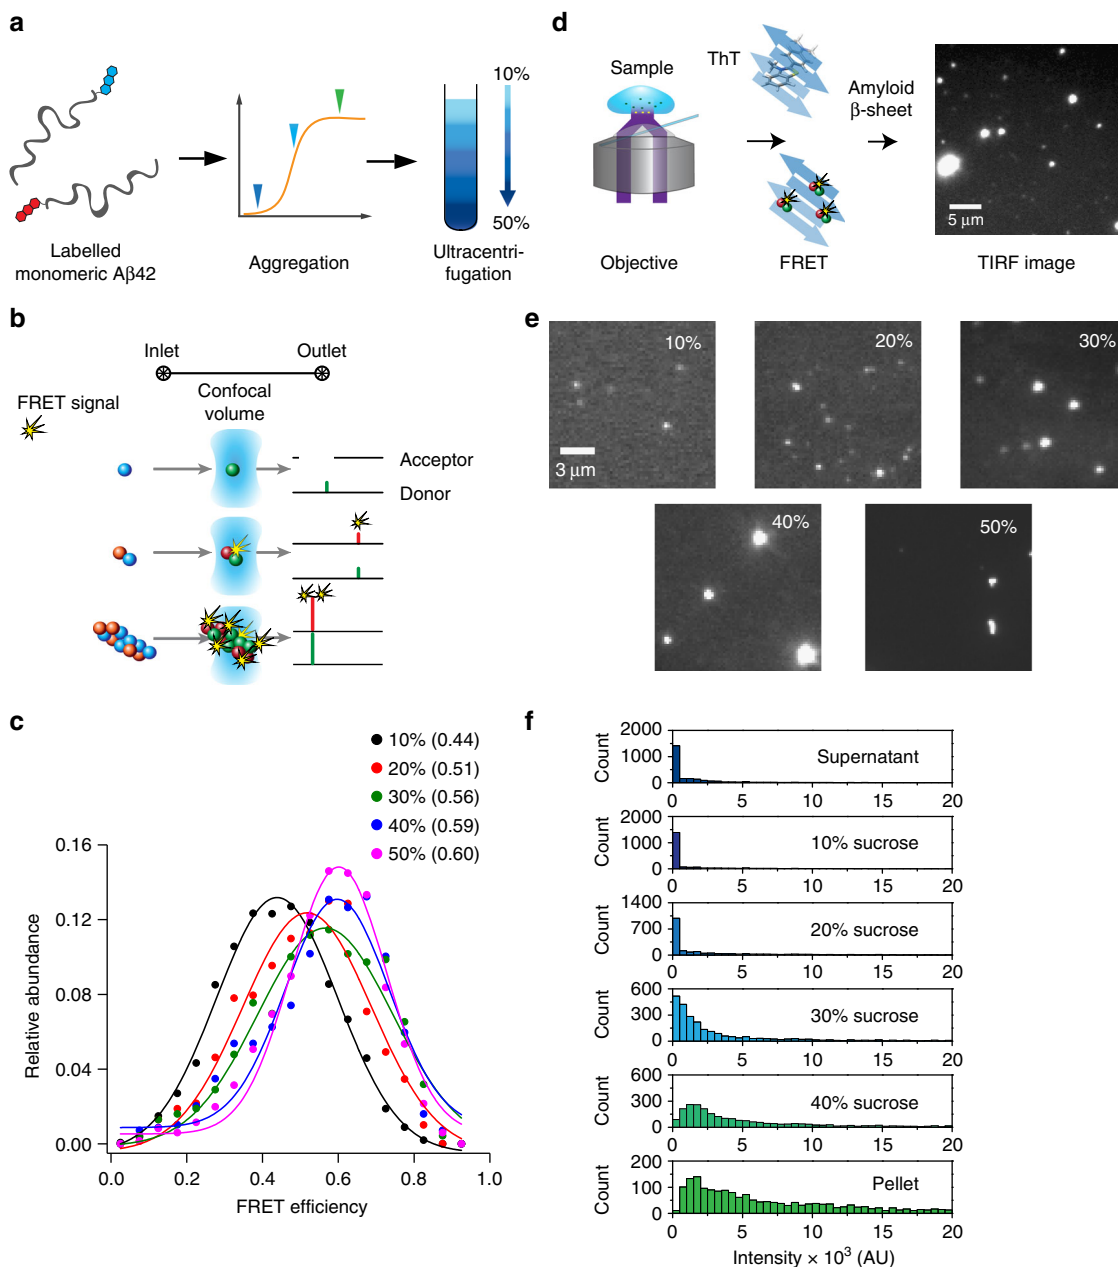 a
10%
50%
Labelled
monomeric Aβ42
Aggregation
Ultracentri-
fugation
b
Inlet
Outlet
FRET signal
Confocal
volume
Acceptor
Donor
c
10% (0.44)
20% (0.51)
30% (0.56)
40% (0.59)
50% (0.60)
0.16
0.12
0.08
0.04
0.00
Relative abundance
0.0 0.2 0.4 0.6 0.8 1.0
FRET efficiency
d
Sample
ThT
Amyloid
β-sheet
5 μm
Objective
FRET
TIRF image
e
10%
3 μm
20%
30%
40%
50%
f
2000
1000
0
Count
Supernatant
0 5 10 15 20
2000
1000
0
Count
10% sucrose
0 5 10 15 20
1400
700
0
Count
20% sucrose
0 5 10 15 20
600
300
0
Count
30% sucrose
0 5 10 15 20
600
300
0
Count
40% sucrose
0 5 10 15 20
200
100
0
Count
Pellet
0 5 10 15 20
Intensity × 10³ (AU)